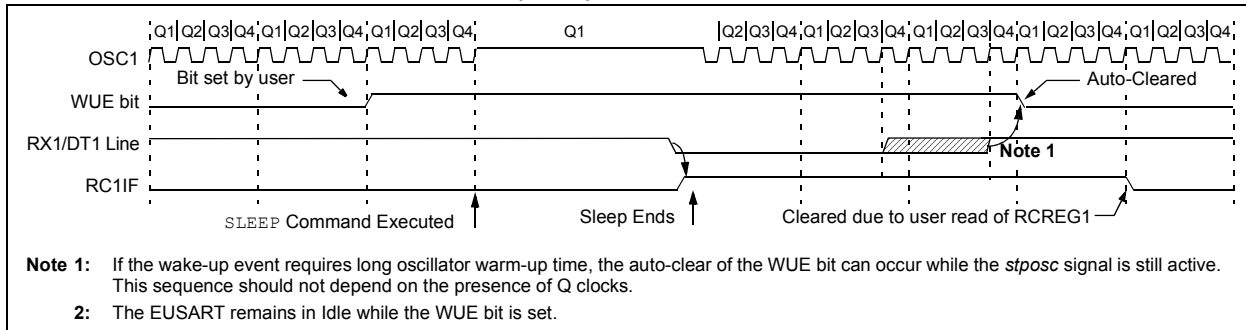 Q1 Q2 Q3 Q4 Q1 Q2 Q3 Q4 Q1 Q2 Q3 Q4 Q1 Q2 Q3 Q4 Q1 Q2 Q3 Q4 Q1 Q2 Q3 Q4 Q1 Q2 Q3 Q4 Q1 Q2 Q3 Q4
OSC1
Bit set by user
Auto-Cleared
WUE bit
RX1/DT1 Line
Note 1
RC1IF
SLEEP Command Executed
Sleep Ends
Cleared due to user read of RCREG1
Note 1: If the wake-up event requires long oscillator warm-up time, the auto-clear of the WUE bit can occur while the stposc signal is still active.
This sequence should not depend on the presence of Q clocks.
2: The EUSART remains in Idle while the WUE bit is set.